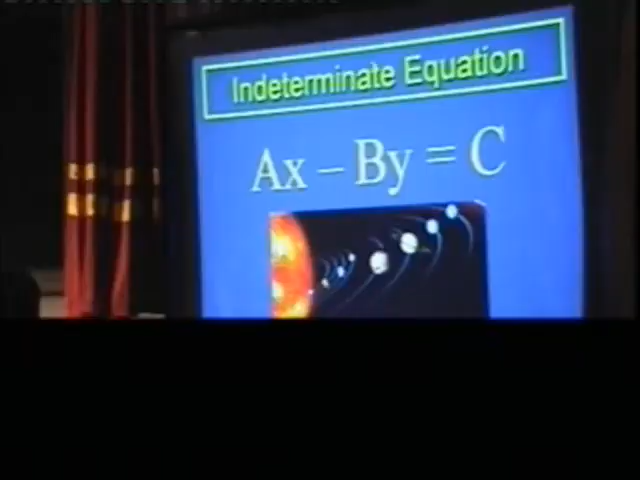 Indeterminate Equation
Ax – By = C